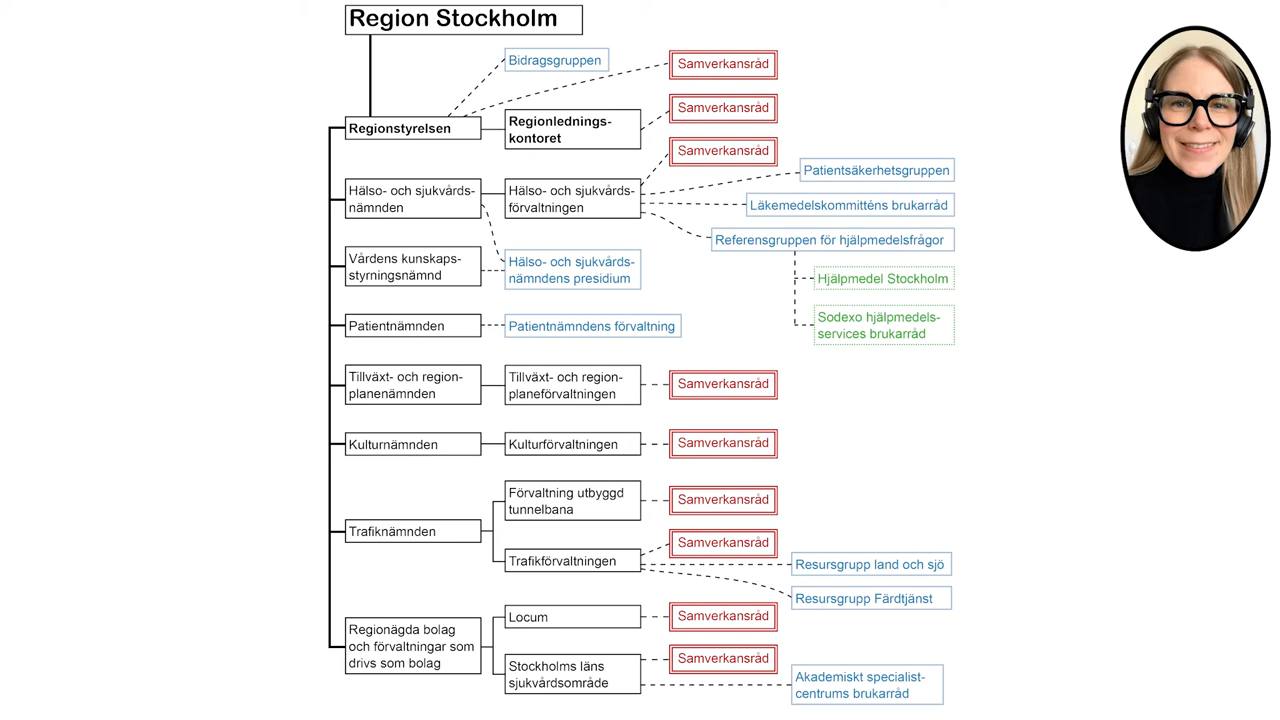 Region Stockholm
Bidragsgruppen
Samverkansråd
Regionstyrelsen
Regionlednings-
kontoret
Samverkansråd
Hälso- och sjukvårds-
nämnden
Hälso- och sjukvårds-
förvaltningen
Samverkansråd
Patientsäkerhetsgruppen
Läkemedelskommitténs brukarråd
Referensgruppen för hjälpmedelsfrågor
Hjälpmedel Stockholm
Sodexo hjälpmedels-
services brukarråd
Vårdens kunskaps-
styrningsnämnd
Hälso- och sjukvårds-
nämndens presidium
Patientnämnden
Patientnämndens förvaltning
Tillväxt- och region-
planenämnden
Tillväxt- och region-
planeförvaltningen
Samverkansråd
Kulturnämnden
Kulturförvaltningen
Samverkansråd
Trafiknämnden
Förvaltning utbyggd
tunnelbana
Samverkansråd
Trafikförvaltningen
Samverkansråd
Resursgrupp land och sjö
Resursgrupp Färdtjänst
Regionägda bolag
och förvaltningar som
drivs som bolag
Locum
Samverkansråd
Stockholms läns
sjukvårdsområde
Samverkansråd
Akademiskt specialist-
centrums brukarråd